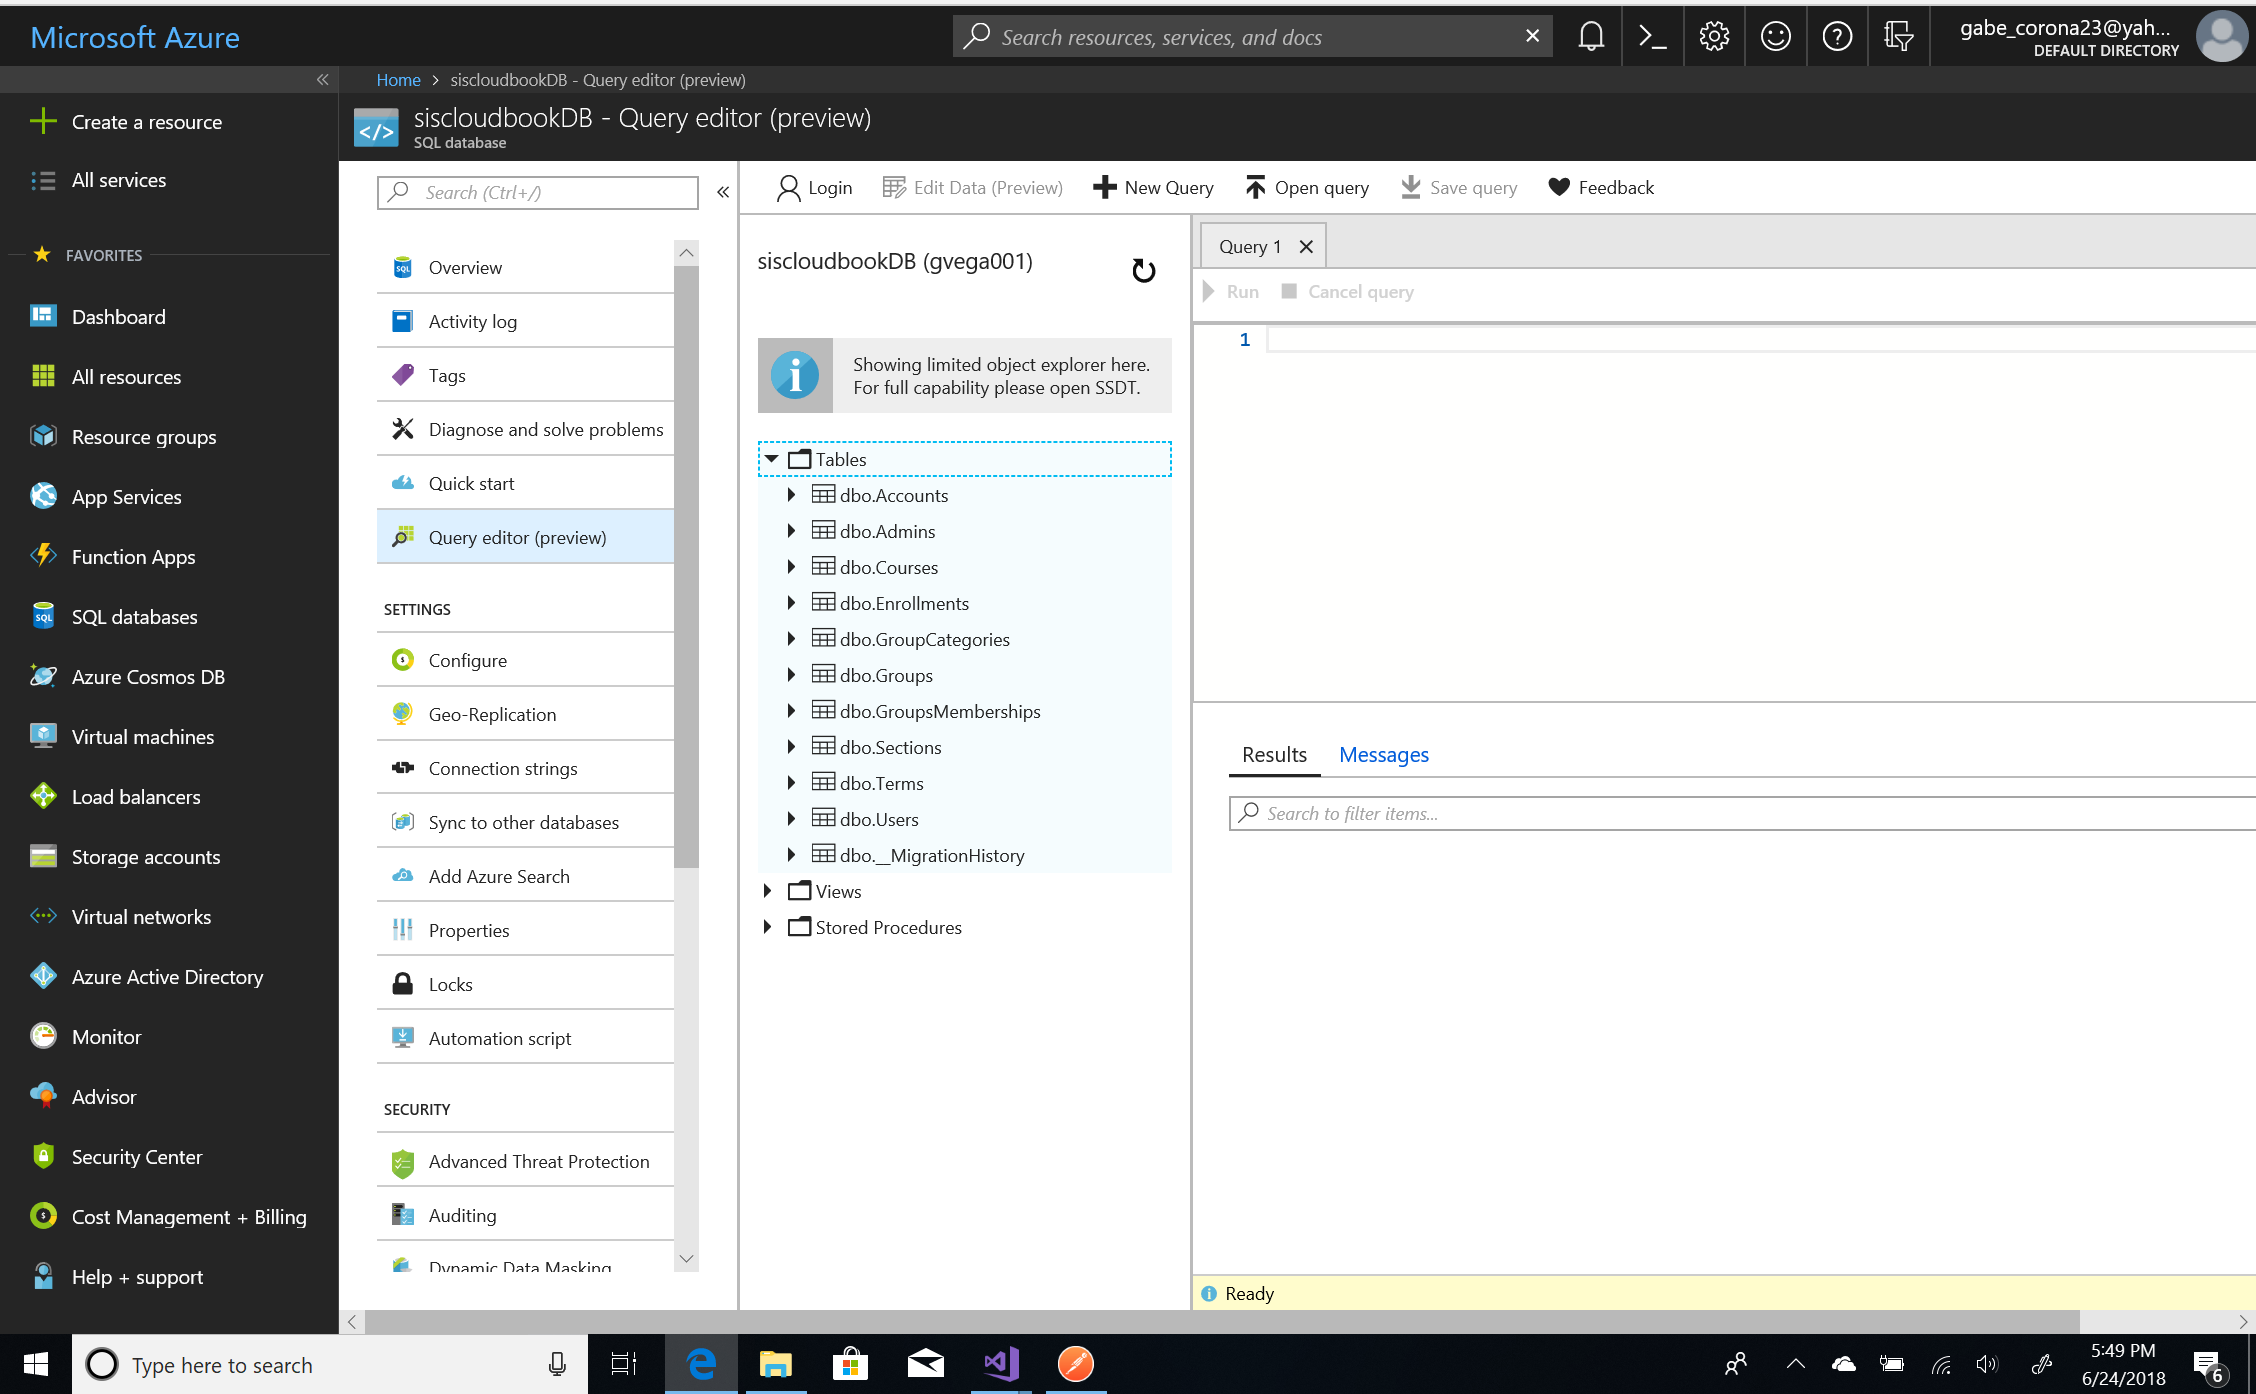 Microsoft Azure
Search resources, services, and docs
gabe_corona23@yah...
DEFAULT DIRECTORY
Home > siscloudbookDB - Query editor (preview)
siscloudbookDB - Query editor (preview)
SQL database
Create a resource
All services
FAVORITES
Dashboard
All resources
Resource groups
App Services
Function Apps
SQL databases
Azure Cosmos DB
Virtual machines
Load balancers
Storage accounts
Virtual networks
Azure Active Directory
Monitor
Advisor
Security Center
Cost Management + Billing
Help + support
Search (Ctrl+/)
Overview
Activity log
Tags
Diagnose and solve problems
Quick start
Query editor (preview)
SETTINGS
Configure
Geo-Replication
Connection strings
Sync to other databases
Add Azure Search
Properties
Locks
Automation script
SECURITY
Advanced Threat Protection
Auditing
Dynamic Data Masking
Login
Edit Data (Preview)
New Query
Open query
Save query
Feedback
siscloudbookDB (gvega001)
Showing limited object explorer here.
For full capability please open SSDT.
Tables
dbo.Accounts
dbo.Admins
dbo.Courses
dbo.Enrollments
dbo.GroupCategories
dbo.Groups
dbo.GroupsMemberships
dbo.Sections
dbo.Terms
dbo.Users
dbo.__MigrationHistory
Views
Stored Procedures
Query 1
Run
Cancel query
1
Results
Messages
Search to filter items...
Ready
Type here to search
5:49 PM
6/24/2018
6